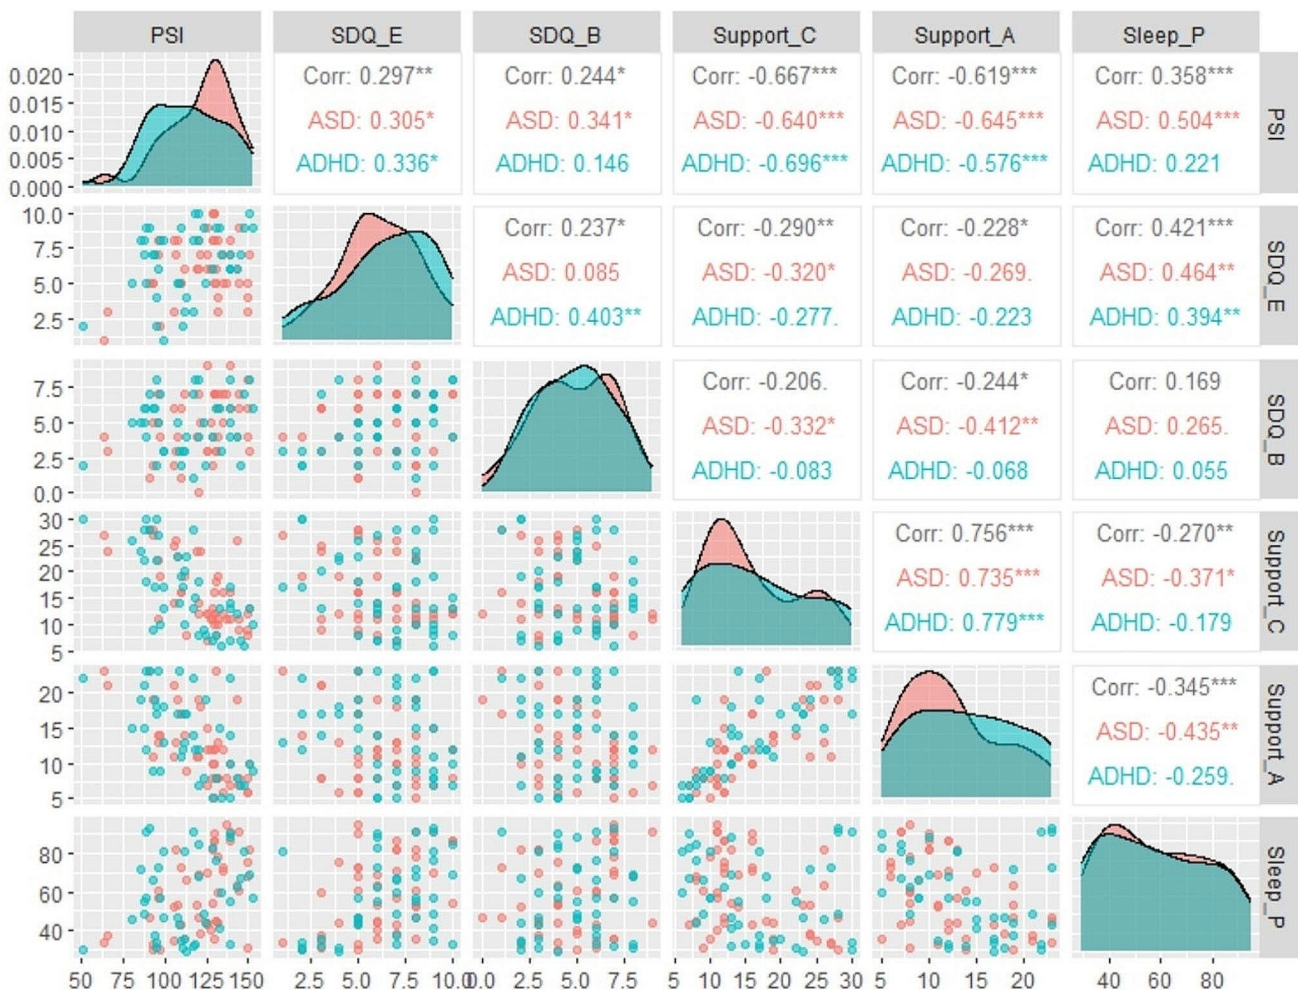 PSI SDQ_E SDQ_B Support_C Support_A Sleep_P
0.020 Corr: 0.297** Corr: 0.244* Corr: -0.667*** Corr: -0.619*** Corr: 0.358***
0.015
0.010 ASD: 0.305* ASD: 0.341* ASD: -0.640*** ASD: -0.645*** ASD: 0.504*** PSI
0.005 ADHD: 0.336* ADHD: 0.146 ADHD: -0.696*** ADHD: -0.576*** ADHD: 0.221
0.000
10.0 Corr: 0.237* Corr: -0.290** Corr: -0.228* Corr: 0.421***
7.5
5.0 ASD: 0.085 ASD: -0.320* ASD: -0.269. ASD: 0.464** SDQ_E
2.5 ADHD: 0.403** ADHD: -0.277. ADHD: -0.223 ADHD: 0.394**
7.5 Corr: -0.206. Corr: -0.244* Corr: 0.169
5.0 ASD: -0.332* ASD: -0.412** ASD: 0.265. SDQ_B
2.5 ADHD: -0.083 ADHD: -0.068 ADHD: 0.055
0.0
30 Corr: 0.756*** Corr: -0.270**
25
20 ASD: 0.735*** ASD: -0.371* Support_C
15
10 ADHD: 0.779*** ADHD: -0.179
5
20 Corr: -0.345***
15 ASD: -0.435** Support_A
10 ADHD: -0.259.
5
80
60 Sleep_P
40
50 75 100 125 150 2.5 5.0 7.5 10.0 0.0 2.5 5.0 7.5 5 10 15 20 25 30 5 10 15 20 40 60 80